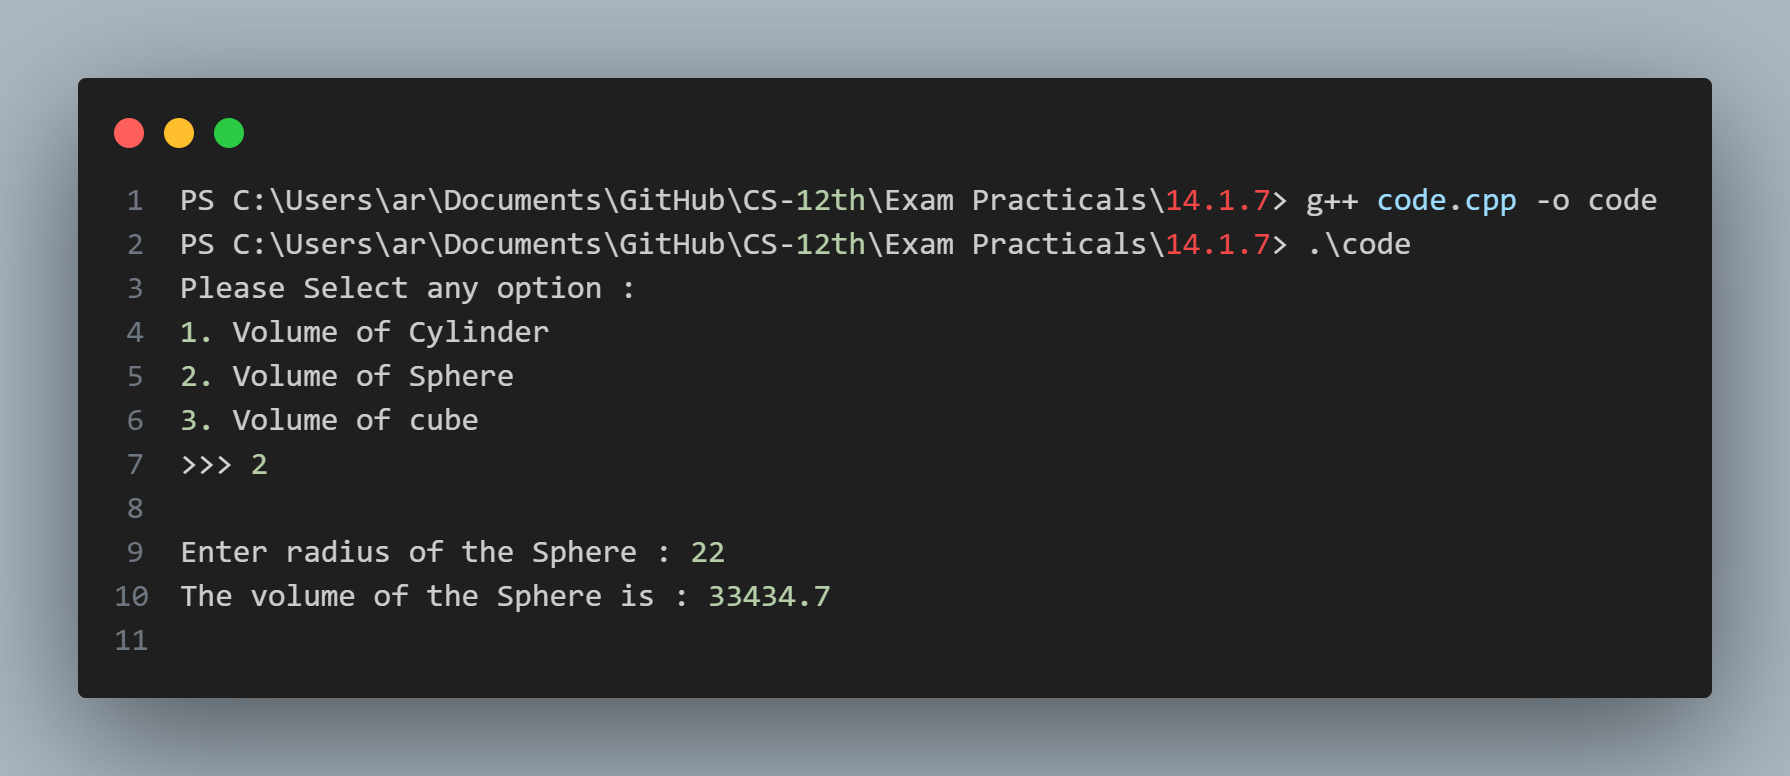 1 PS C:\Users\ar\Documents\GitHub\CS-12th\Exam Practicals\14.1.7> g++ code.cpp -o code
2 PS C:\Users\ar\Documents\GitHub\CS-12th\Exam Practicals\14.1.7> .\code
3 Please Select any option :
4 1. Volume of Cylinder
5 2. Volume of Sphere
6 3. Volume of cube
7 >>> 2
8
9 Enter radius of the Sphere : 22
10 The volume of the Sphere is : 33434.7
11